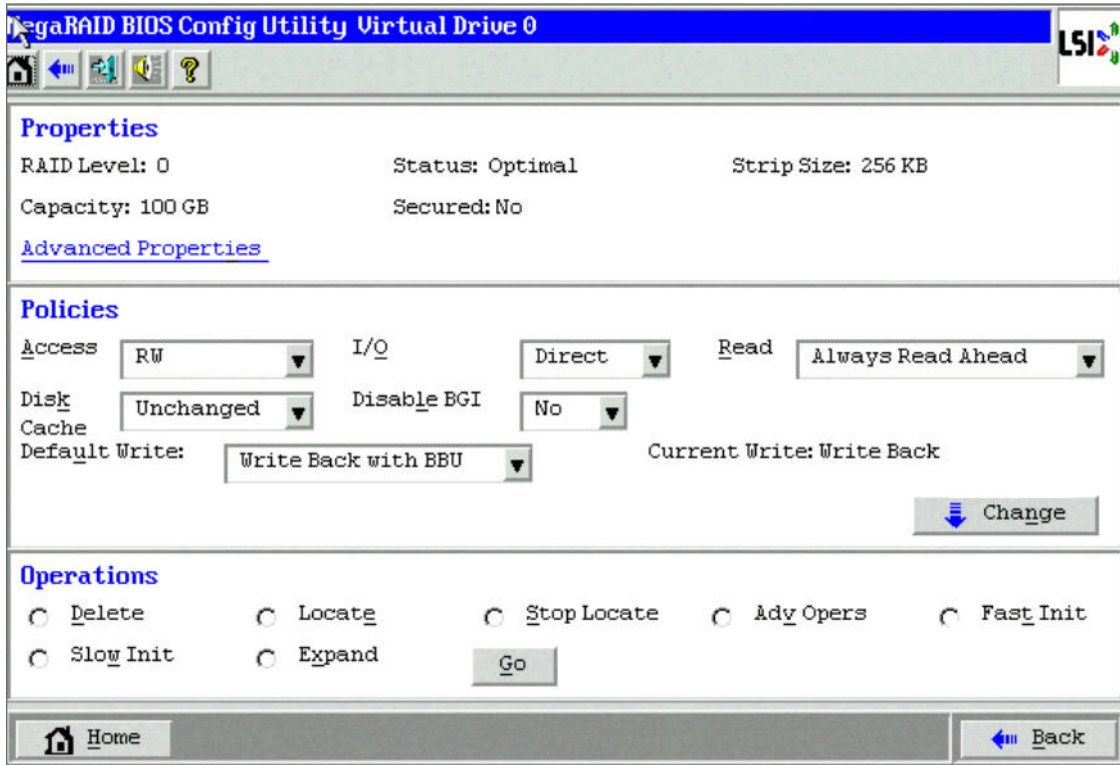 MegaRAID BIOS Config Utility Virtual Drive 0
LSI
Properties
RAID Level: 0 Status: Optimal Strip Size: 256 KB
Capacity: 100 GB Secured: No
Advanced Properties
Policies
Access RW I/O Direct Read Always Read Ahead
Disk Cache Unchanged Disable BGI No
Default Write: Write Back with BBU Current Write: Write Back
Change
Operations
Delete Locate Stop Locate Adv Opers Fast Init
Slow Init Expand Go
Home Back